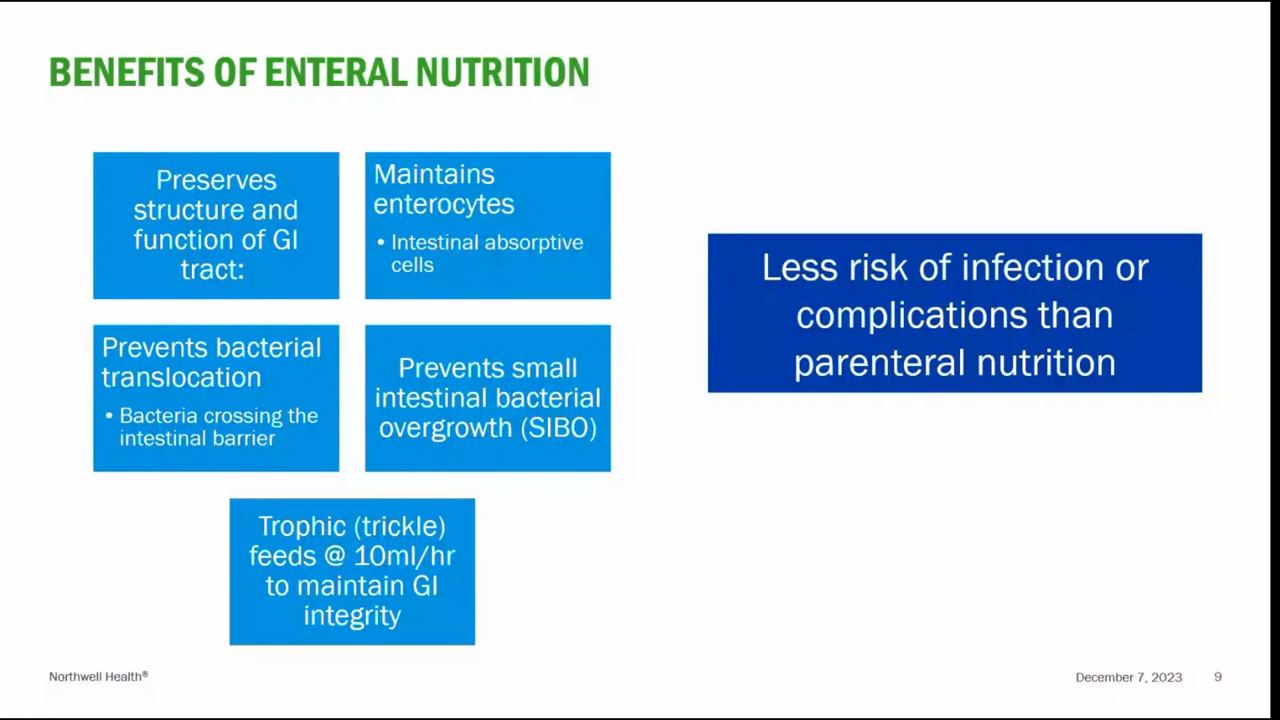 BENEFITS OF ENTERAL NUTRITION
Preserves
structure and
function of GI
tract:
Maintains
enterocytes
• Intestinal absorptive
cells
Prevents bacterial
translocation
• Bacteria crossing the
intestinal barrier
Prevents small
intestinal bacterial
overgrowth (SIBO)
Trophic (trickle)
feeds @ 10ml/hr
to maintain GI
integrity
Less risk of infection or
complications than
parenteral nutrition
Northwell Health®
December 7, 2023
9